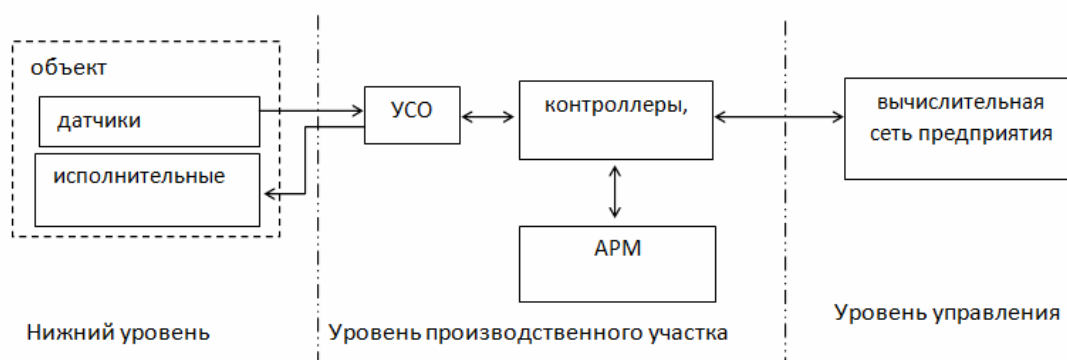 объект
датчики
исполнительные
УСО
контроллеры,
АРМ
вычислительная
сеть предприятия
Нижний уровень
Уровень производственного участка
Уровень управления